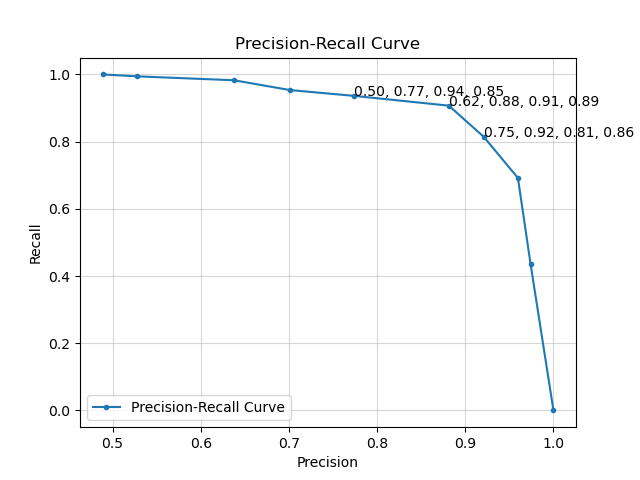 Precision-Recall Curve
1.0
0.8
0.6
0.4
0.2
0.0
Recall
0.50, 0.77, 0.94, 0.85
0.62, 0.88, 0.91, 0.89
0.75, 0.92, 0.81, 0.86
Precision-Recall Curve
0.5 0.6 0.7 0.8 0.9 1.0
Precision